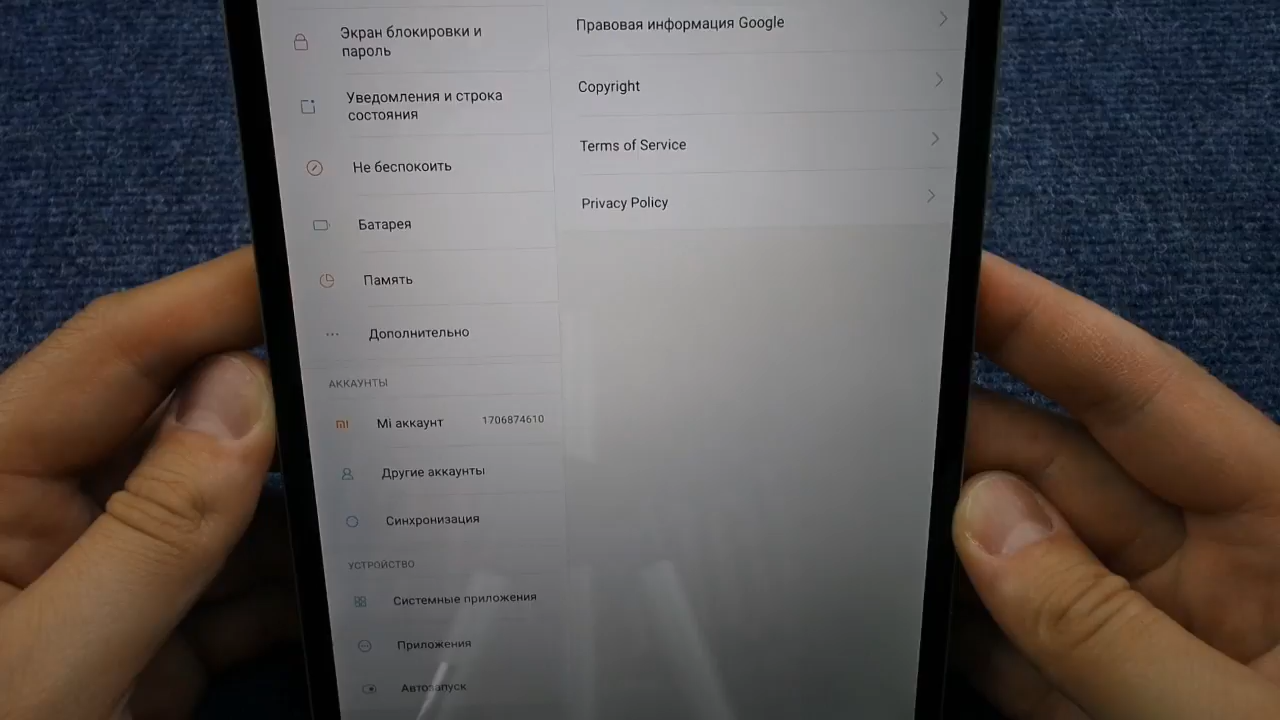 Экран блокировки и
пароль
Уведомления и строка
состояния
Не беспокоить
Батарея
Память
Дополнительно
АККАУНТЫ
Mi аккаунт 1706874610
Другие аккаунты
Синхронизация
УСТРОЙСТВО
Системные приложения
Приложения
Автозапуск
Правовая информация Google
Copyright
Terms of Service
Privacy Policy